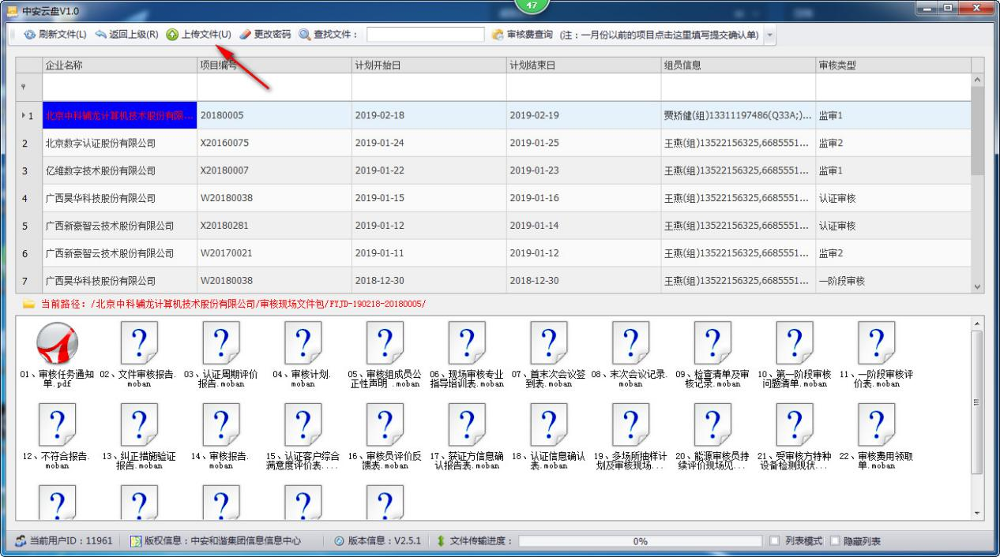 中安云盘V1.0
47
刷新文件(L) 返回上级(R) 上传文件(U) 更改密码 查找文件： 审核费查询 (注：一月份以前的项目点击这里填写提交确认单)
企业名称 项目编号 计划开始日 计划结束日 组员信息 审核类型
1 北京中科辅龙计算机技术股份有限... 20180005 2019-02-18 2019-02-19 贾娇健(组)13311197486(Q33A;)... 监审1
2 北京数字认证股份有限公司 X20160075 2019-01-24 2019-01-25 王燕(组)13522156325,6685551... 监审2
3 亿维数字技术股份有限公司 X20180007 2019-01-22 2019-01-23 王燕(组)13522156325,6685551... 监审1
4 广西昊华科技股份有限公司 W20180038 2019-01-15 2019-01-16 王燕(组)13522156325,6685551... 认证审核
5 广西新豪智云技术股份有限公司 X20180281 2019-01-12 2019-01-14 王燕(组)13522156325,6685551... 认证审核
6 广西新豪智云技术股份有限公司 W20170021 2019-01-11 2019-01-12 王燕(组)13522156325,6685551... 监审2
7 广西昊华科技股份有限公司 W20180038 2018-12-30 2018-12-30 王燕(组)13522156325,6685551... 一阶段审核
当前路径：/北京中科辅龙计算机技术股份有限公司/审核现场文件包/FYJD-190218-20180005/
01、审核任务通知 02、文件审核报告. 03、认证周期评价 04、审核计划. 05、审核组成员公 06、现场审核专业 07、首末次会议签 08、末次会议记录. 09、检查清单及审 10、第一阶段审核 11、一阶段审核评
单.pdf moban 报告.moban moban 正性声明 .moban 指导培训表.moban 到表.moban moban 核记录.moban 问题清单.moban 价表.moban
12、不符合报告. 13、纠正措施验证 14、审核报告. 15、认证客户综合 16、审核员评价反 17、获证方信息确 18、认证信息确认 19、多场所抽样计 20、能源审核员持 21、受审核方特种 22、审核费用领取
moban 报告.moban moban 满意度评价表.... 馈表.moban 认报告表.moban 表.moban 划及审核现场... 续评价现场见... 设备检测现状... 单.moban
当前用户ID：11961 版权信息：中安和谐集团信息信息中心 版本信息：V2.5.1 文件传输进度： 0% 列表模式 隐藏列表